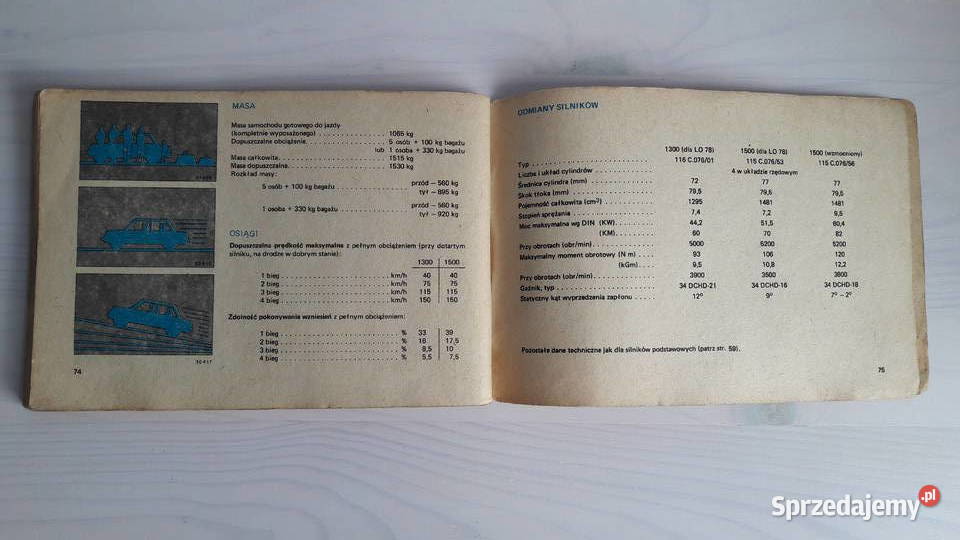 MASA
Masa samochodu gotowego do jazdy
(kompletnie wyposażonego) . . . . . . . . . . . . . . 1065 kg
Dopuszczalne obciążenie. . . . . . . . . . . . . 5 osób + 100 kg bagażu
lub 1 osoba + 330 kg bagażu
Masa całkowita. . . . . . . . . . . . . . . . . . . . 1515 kg
Masa dopuszczalna. . . . . . . . . . . . . . . . . . 1530 kg
Rozkład masy:
przód – 560 kg
5 osób + 100 kg bagażu . . . . . . . . . . . .
tył – 895 kg
przód – 560 kg
1 osoba + 330 kg bagażu . . . . . . . . . . . .
tył – 920 kg
OSIĄGI
Dopuszczalna prędkość maksymalna z pełnym obciążeniem (przy dotartym
silniku, na drodze w dobrym stanie):
1300 1500
1 bieg . . . . . . . . . . . . . . . . . km/h 40 40
2 bieg . . . . . . . . . . . . . . . . . km/h 75 75
3 bieg . . . . . . . . . . . . . . . . . km/h 115 115
4 bieg . . . . . . . . . . . . . . . . . km/h 150 150
Zdolność pokonywania wzniesień z pełnym obciążeniem:
1 bieg . . . . . . . . . . . . . . . . . % 33 39
2 bieg . . . . . . . . . . . . . . . . . % 16 17,5
3 bieg . . . . . . . . . . . . . . . . . % 8,5 10
4 bieg . . . . . . . . . . . . . . . . . % 5,5 7,5
74
ODMIANY SILNIKÓW
1300 (dla LO 78) 1500 (dla LO 78) 1500 (wzmocniony)
Typ . . . . . . . . . . . . . . . . . . . 115 C.076/01 115 C.076/53 115 C.076/56
Liczba i układ cylindrów . . . . . . . 4 w układzie rzędowym
Średnica cylindra (mm) . . . . . . . . 72 77 77
Skok tłoka (mm) . . . . . . . . . . . . 79,5 79,5 79,5
Pojemność całkowita (cm³) . . . . . . 1295 1481 1481
Stopień sprężania . . . . . . . . . . . 7,4 7,2 9,5
Moc maksymalna wg DIN (KW) . . . . 44,2 51,5 60,4
(KM) . . . . 60 70 82
Przy obrotach (obr/min) . . . . . . . . 5000 5200 5200
Maksymalny moment obrotowy (N m) . . 93 106 120
(kGm) . . 9,5 10,8 12,2
Przy obrotach (obr/min) . . . . . . . . 3900 3500 3800
Gaźnik, typ . . . . . . . . . . . . . . . 34 DCHD-21 34 DCHD-16 34 DCHD-18
Statyczny kąt wyprzedzania zapłonu . . . . . 12° 9° 7° – 2°
Pozostałe dane techniczne jak dla silników podstawowych (patrz str. 59).
75
Sprzedajemy.pl